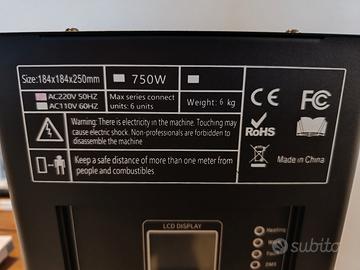 Size:184x184x250mm
750W
AC220V 50HZ
AC110V 60HZ
Max series connect
units: 6 units
Weight: 6 kg
CE FC
RoHS
Warning: There is electricity in the machine. Touching may
cause electric shock. Non-professionals are forbidden to
disassemble the machine
Keep a safe distance of more than one meter from
people and combustibles
Made in China
LCD DISPLAY
Heating
DMX
subito